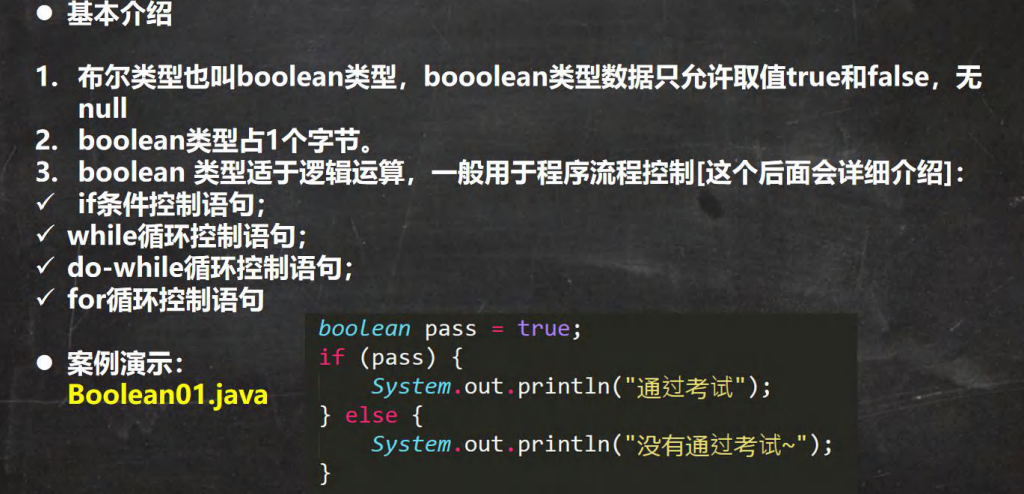 ● 基本介绍
1. 布尔类型也叫boolean类型，booolean类型数据只允许取值true和false，无
null
2. boolean类型占1个字节。
3. boolean 类型适于逻辑运算，一般用于程序流程控制[这个后面会详细介绍]：
✓ if条件控制语句；
✓ while循环控制语句；
✓ do-while循环控制语句；
✓ for循环控制语句
● 案例演示：
Boolean01.java
boolean pass = true;
if (pass) {
System.out.println("通过考试");
} else {
System.out.println("没有通过考试~");
}